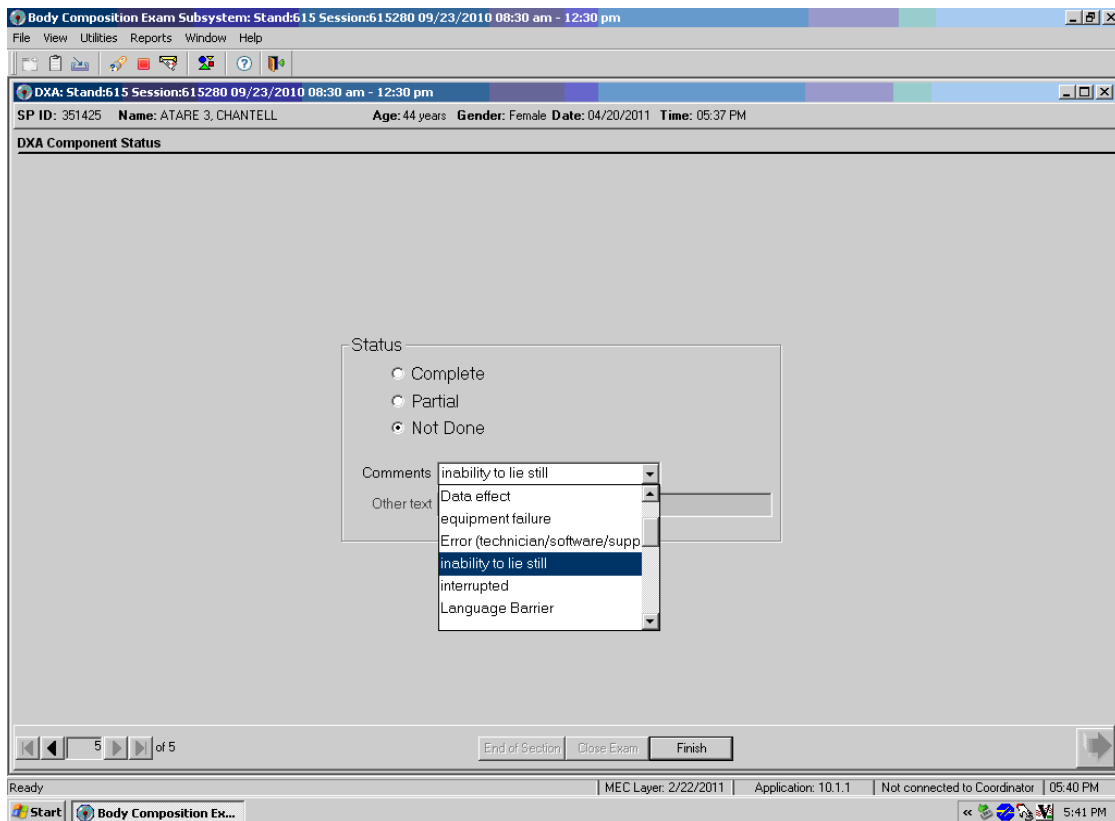 Body Composition Exam Subsystem: Stand:615 Session:615280 09/23/2010 08:30 am - 12:30 pm
File View Utilities Reports Window Help
DXA: Stand:615 Session:615280 09/23/2010 08:30 am - 12:30 pm
SP ID: 351425 Name: ATARE 3, CHANTELL Age: 44 years Gender: Female Date: 04/20/2011 Time: 05:37 PM
DXA Component Status
Status
Complete
Partial
Not Done
Comments inability to lie still
Other text
Data effect
equipment failure
Error (technician/software/supp
inability to lie still
interrupted
Language Barrier
5 of 5 End of Section Close Exam Finish
Ready MEC Layer: 2/22/2011 Application: 10.1.1 Not connected to Coordinator 05:40 PM
Start Body Composition Ex... « 5:41 PM